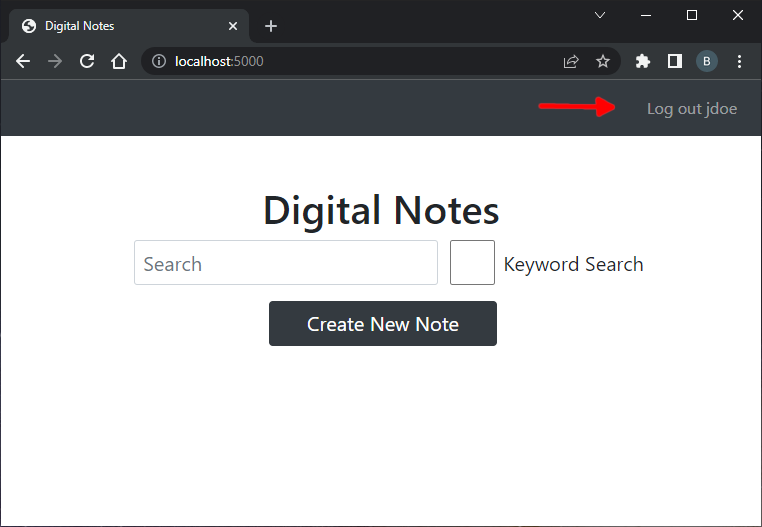 Digital Notes
localhost:5000
B
Log out jdoe
Digital Notes
Search
Keyword Search
Create New Note